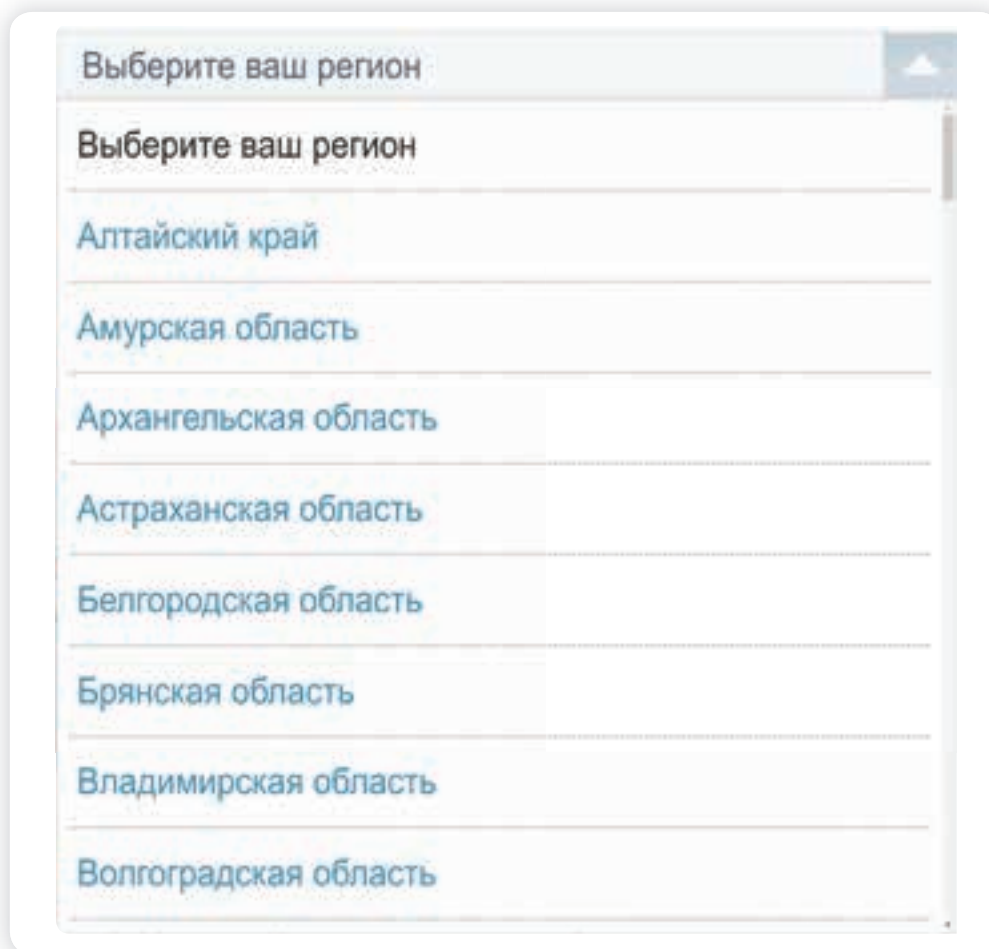 Выберите ваш регион
Выберите ваш регион
Алтайский край
Амурская область
Архангельская область
Астраханская область
Белгородская область
Брянская область
Владимирская область
Волгоградская область